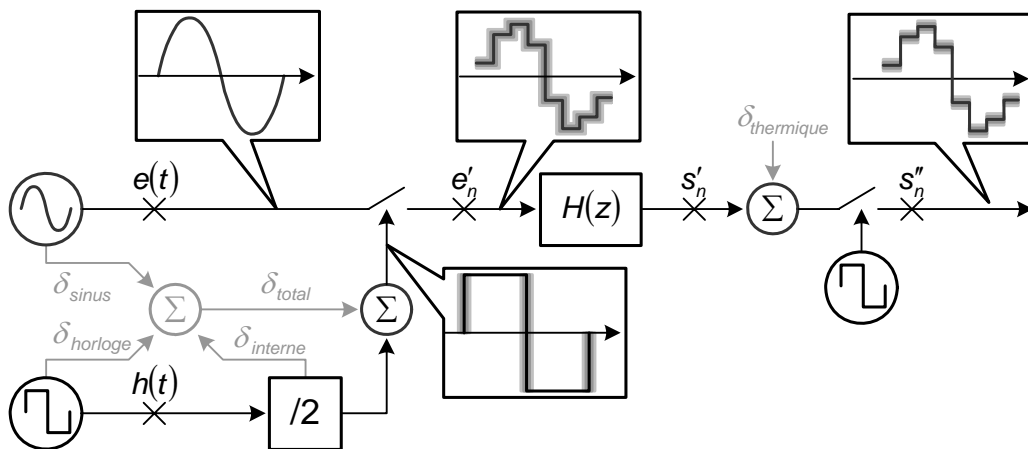 δthermique
e(t)
e′n
s′n
s″n
H(z)
Σ
δsinus
δtotal
Σ
Σ
δhorloge
δinterne
h(t)
/2